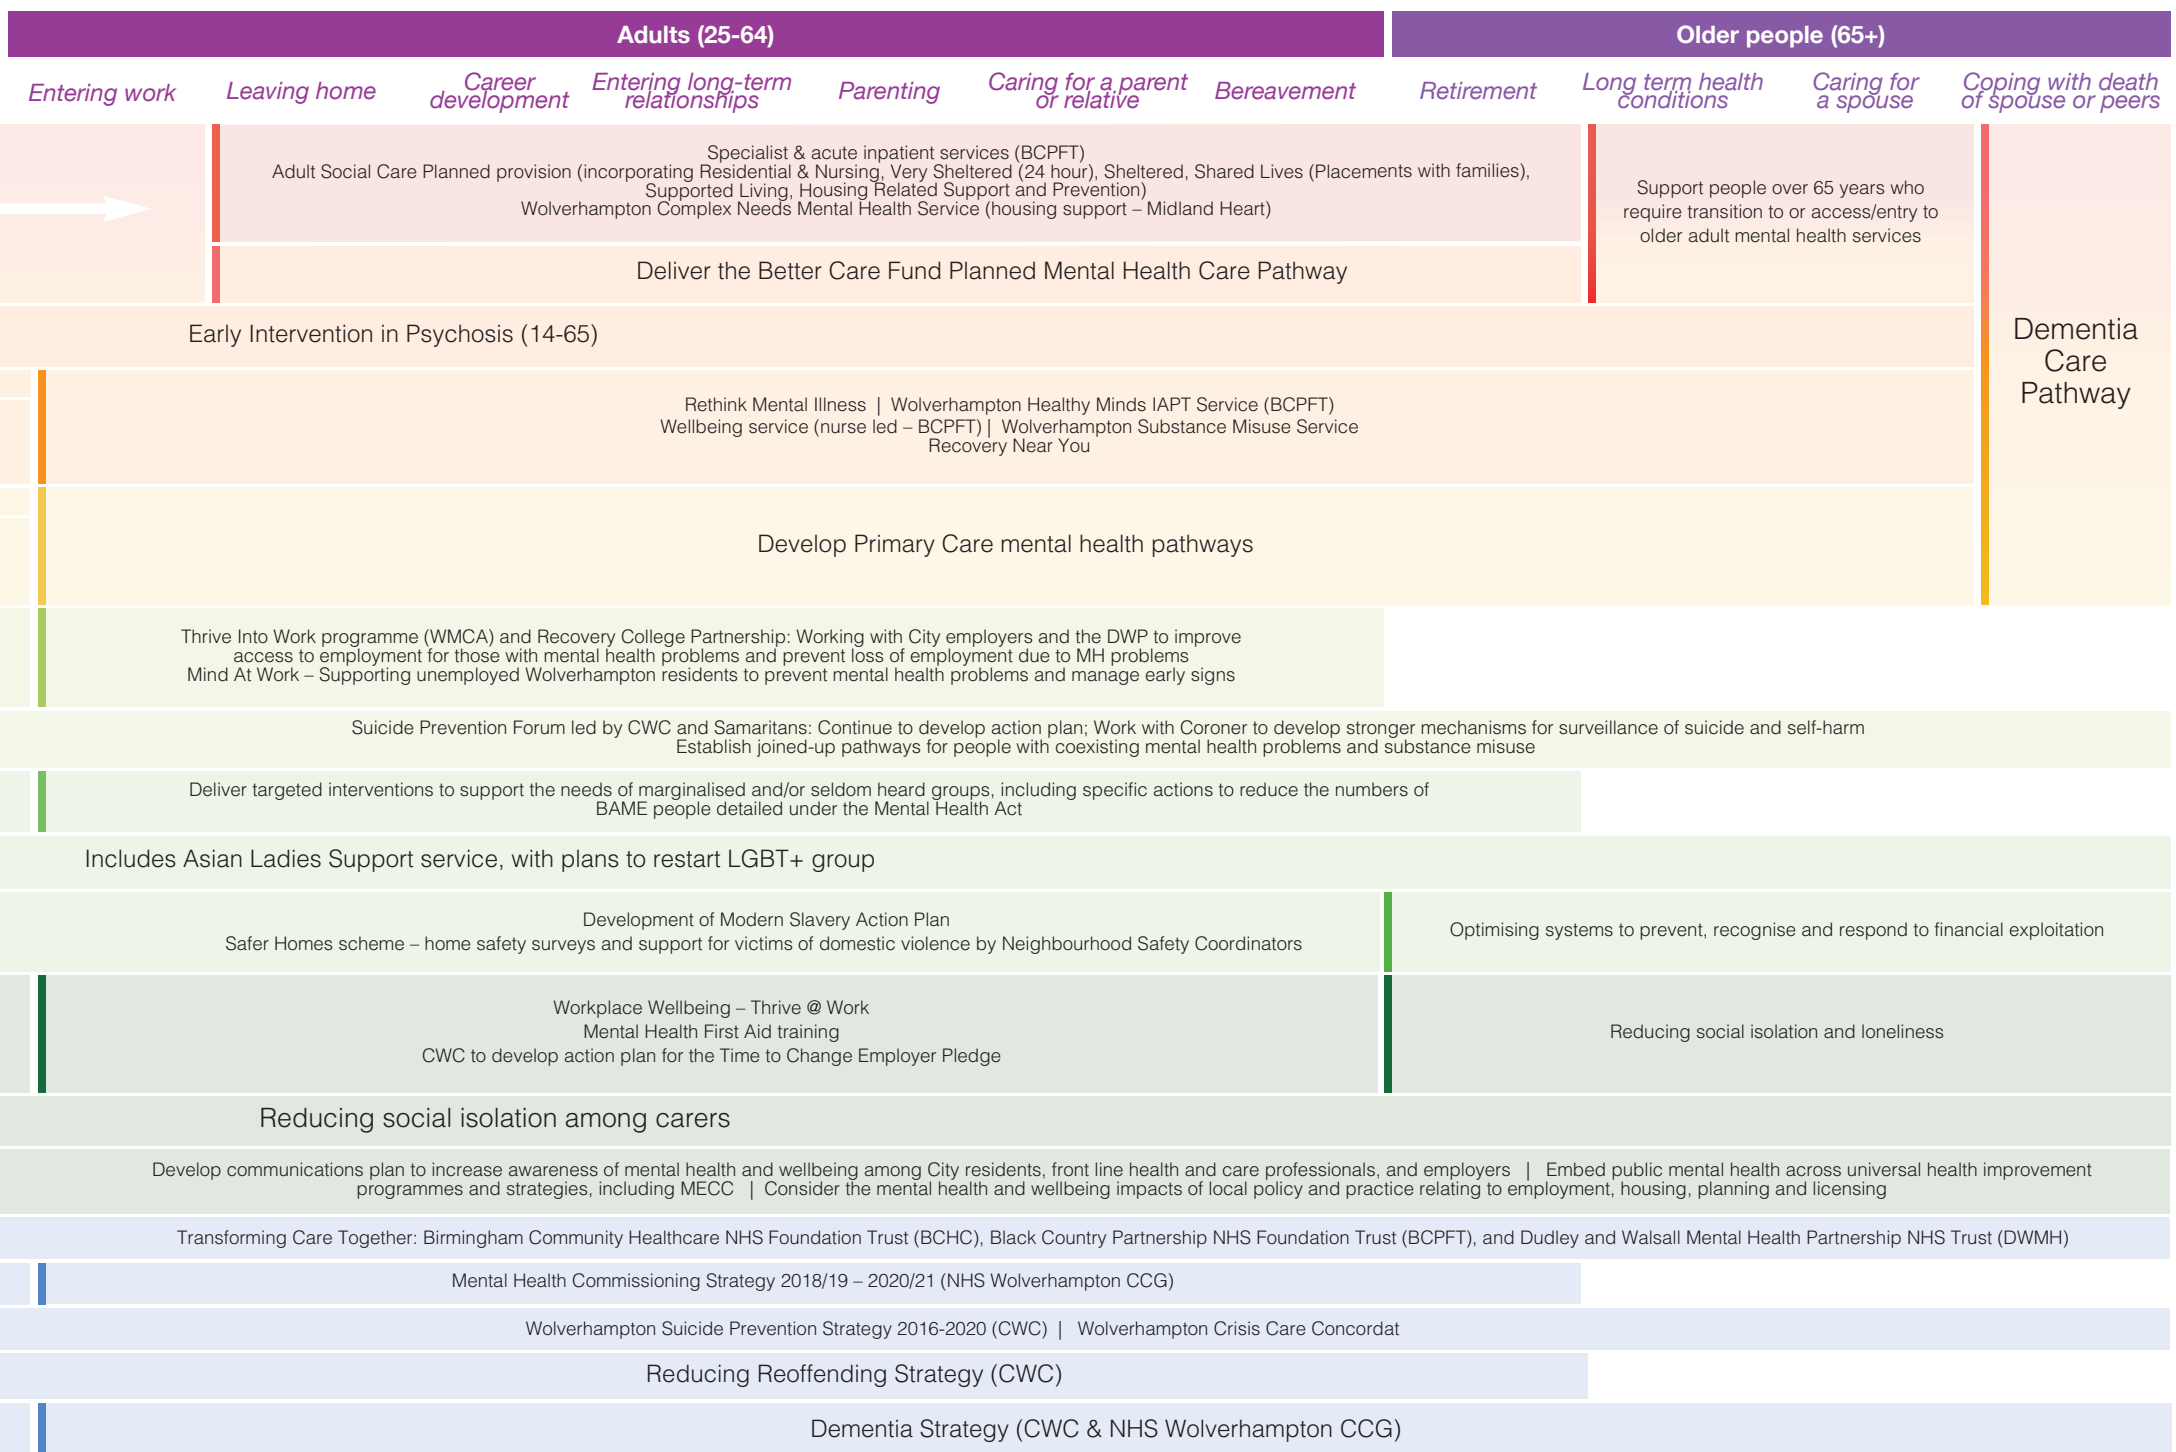 Adults (25-64)
Older people (65+)
Entering work
Leaving home
Career
development
Entering long-term
relationships
Parenting
Caring for a parent
or relative
Bereavement
Retirement
Long term health
conditions
Caring for
a spouse
Coping with death
of spouse or peers
Specialist & acute inpatient services (BCPFT)
Adult Social Care Planned provision (incorporating Residential & Nursing, Very Sheltered (24 hour), Sheltered, Shared Lives (Placements with families),
Supported Living, Housing Related Support and Prevention)
Wolverhampton Complex Needs Mental Health Service (housing support – Midland Heart)
Support people over 65 years who
require transition to or access/entry to
older adult mental health services
Deliver the Better Care Fund Planned Mental Health Care Pathway
Early Intervention in Psychosis (14-65)
Dementia
Care
Pathway
Rethink Mental Illness | Wolverhampton Healthy Minds IAPT Service (BCPFT)
Wellbeing service (nurse led – BCPFT) | Wolverhampton Substance Misuse Service
Recovery Near You
Develop Primary Care mental health pathways
Thrive Into Work programme (WMCA) and Recovery College Partnership: Working with City employers and the DWP to improve
access to employment for those with mental health problems and prevent loss of employment due to MH problems
Mind At Work – Supporting unemployed Wolverhampton residents to prevent mental health problems and manage early signs
Suicide Prevention Forum led by CWC and Samaritans: Continue to develop action plan; Work with Coroner to develop stronger mechanisms for surveillance of suicide and self-harm
Establish joined-up pathways for people with coexisting mental health problems and substance misuse
Deliver targeted interventions to support the needs of marginalised and/or seldom heard groups, including specific actions to reduce the numbers of
BAME people detailed under the Mental Health Act
Includes Asian Ladies Support service, with plans to restart LGBT+ group
Development of Modern Slavery Action Plan
Safer Homes scheme – home safety surveys and support for victims of domestic violence by Neighbourhood Safety Coordinators
Optimising systems to prevent, recognise and respond to financial exploitation
Workplace Wellbeing – Thrive @ Work
Mental Health First Aid training
CWC to develop action plan for the Time to Change Employer Pledge
Reducing social isolation and loneliness
Reducing social isolation among carers
Develop communications plan to increase awareness of mental health and wellbeing among City residents, front line health and care professionals, and employers | Embed public mental health across universal health improvement
programmes and strategies, including MECC | Consider the mental health and wellbeing impacts of local policy and practice relating to employment, housing, planning and licensing
Transforming Care Together: Birmingham Community Healthcare NHS Foundation Trust (BCHC), Black Country Partnership NHS Foundation Trust (BCPFT), and Dudley and Walsall Mental Health Partnership NHS Trust (DWMH)
Mental Health Commissioning Strategy 2018/19 – 2020/21 (NHS Wolverhampton CCG)
Wolverhampton Suicide Prevention Strategy 2016-2020 (CWC) | Wolverhampton Crisis Care Concordat
Reducing Reoffending Strategy (CWC)
Dementia Strategy (CWC & NHS Wolverhampton CCG)